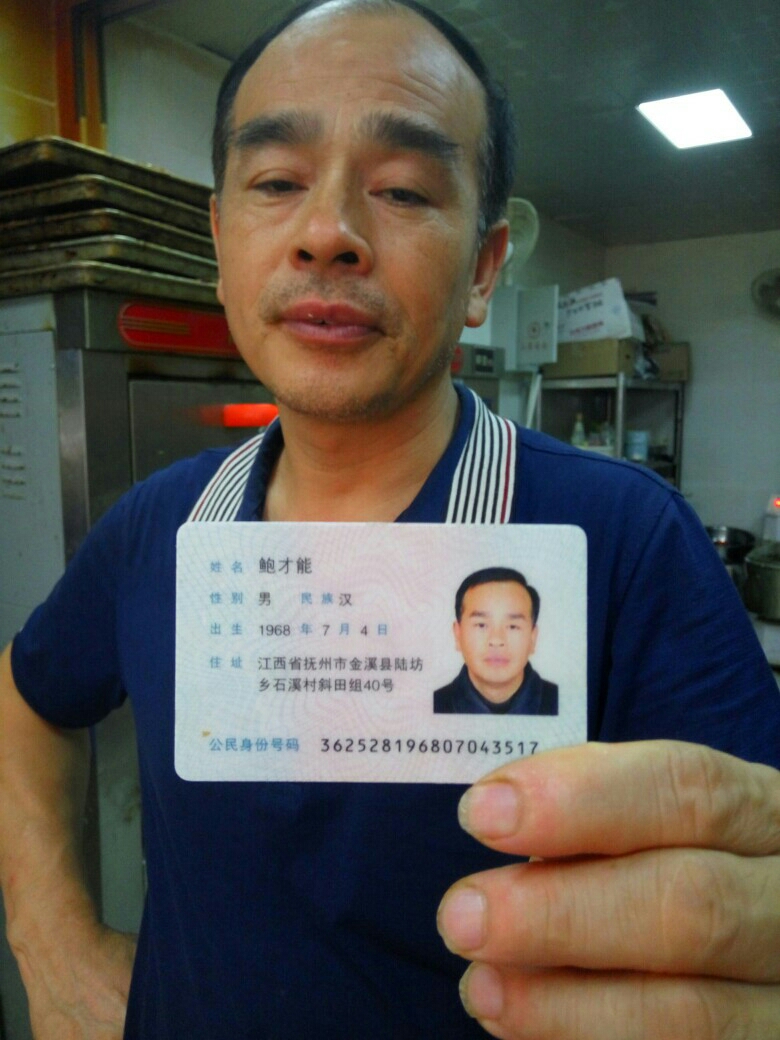 姓名 鲍才能
性别 男 民族 汉
出生 1968 年 7 月 4 日
住址 江西省抚州市金溪县陆坊
乡石溪村斜田组40号
公民身份号码 362528196807043517